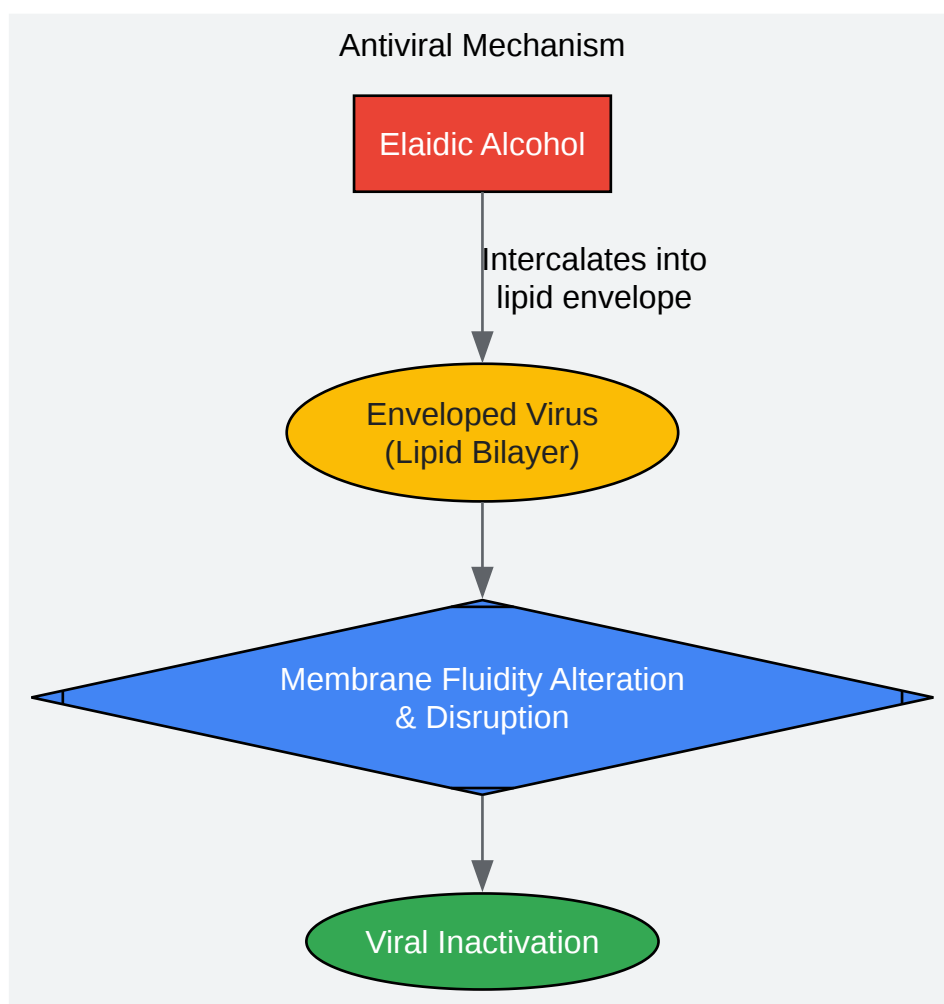 Antiviral Mechanism
Elaidic Alcohol
Intercalates into
lipid envelope
Enveloped Virus
(Lipid Bilayer)
Membrane Fluidity Alteration
& Disruption
Viral Inactivation